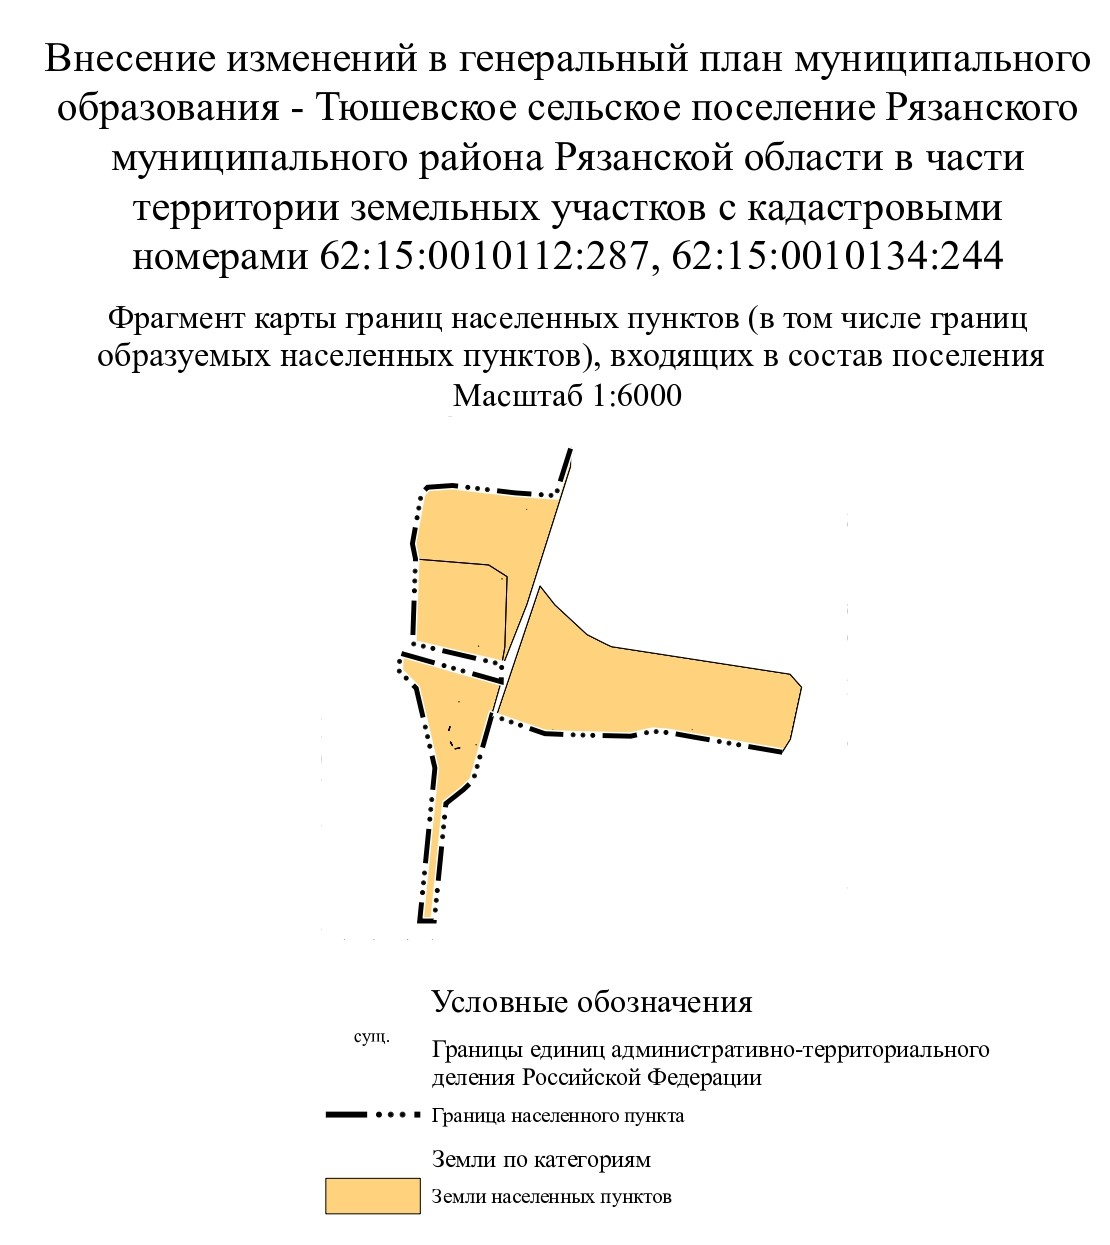 Внесение изменений в генеральный план муниципального
образования - Тюшевское сельское поселение Рязанского
муниципального района Рязанской области в части
территории земельных участков с кадастровыми
номерами 62:15:0010112:287, 62:15:0010134:244
Фрагмент карты границ населенных пунктов (в том числе границ
образуемых населенных пунктов), входящих в состав поселения
Масштаб 1:6000
Условные обозначения
сущ.
Границы единиц административно-территориального
деления Российской Федерации
Граница населенного пункта
Земли по категориям
Земли населенных пунктов